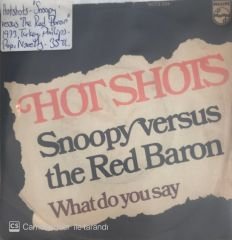 Hotshots - Snoopy
versus The Red Baron
1973, Turkey, Philips -
Pop, Novelty - 35 TL
PHILIPS
HOT SHOTS
Snoopy versus
the Red Baron
What do you say
CS CamScanner ile tarandı